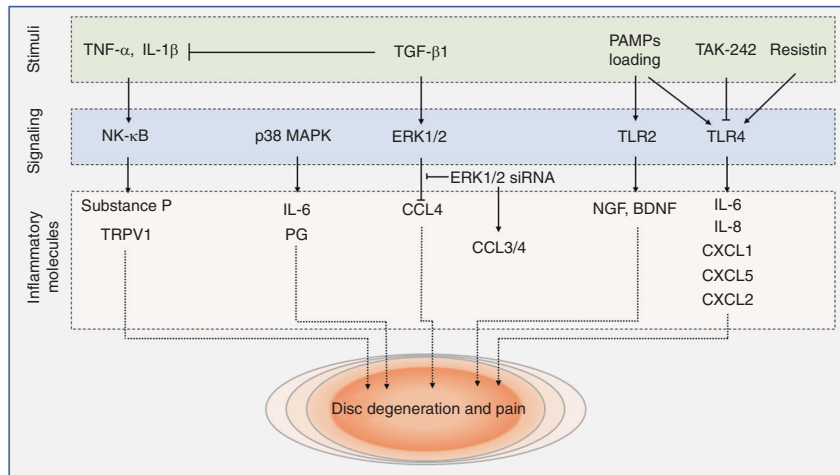 Stimuli
TNF-α, IL-1β
TGF-β1
PAMPs
loading
TAK-242
Resistin
Signaling
NK-κB
p38 MAPK
ERK1/2
TLR2
TLR4
ERK1/2 siRNA
Inflammatory
molecules
Substance P
TRPV1
IL-6
PG
CCL4
CCL3/4
NGF, BDNF
IL-6
IL-8
CXCL1
CXCL5
CXCL2
Disc degeneration and pain